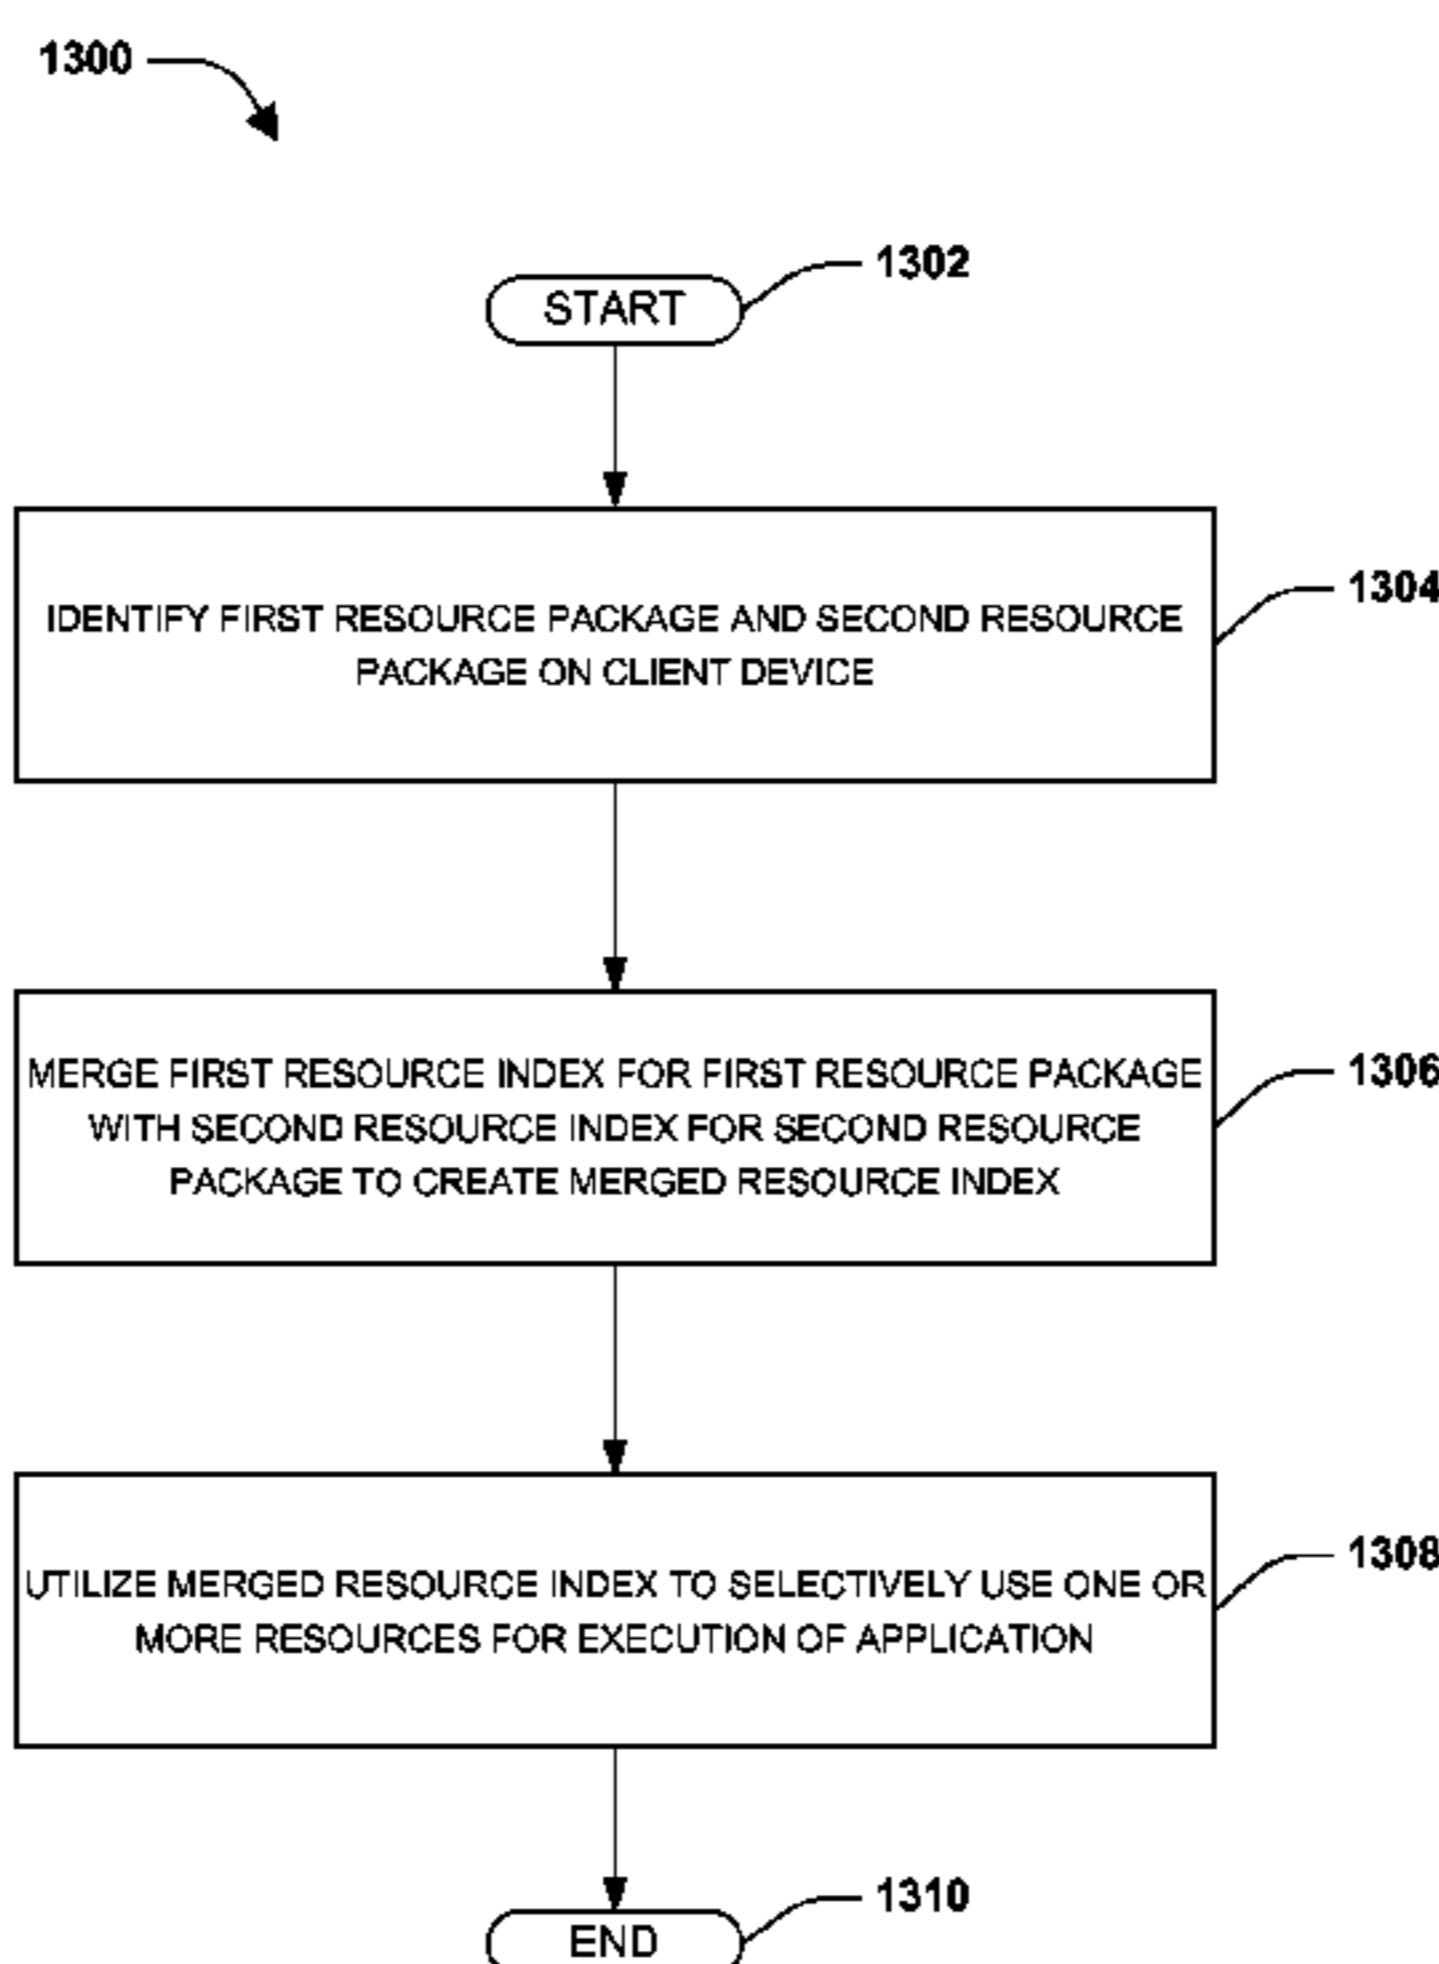 1300
1302
START
1304
IDENTIFY FIRST RESOURCE PACKAGE AND SECOND RESOURCE
PACKAGE ON CLIENT DEVICE
1306
MERGE FIRST RESOURCE INDEX FOR FIRST RESOURCE PACKAGE
WITH SECOND RESOURCE INDEX FOR SECOND RESOURCE
PACKAGE TO CREATE MERGED RESOURCE INDEX
1308
UTILIZE MERGED RESOURCE INDEX TO SELECTIVELY USE ONE OR
MORE RESOURCES FOR EXECUTION OF APPLICATION
1310
END